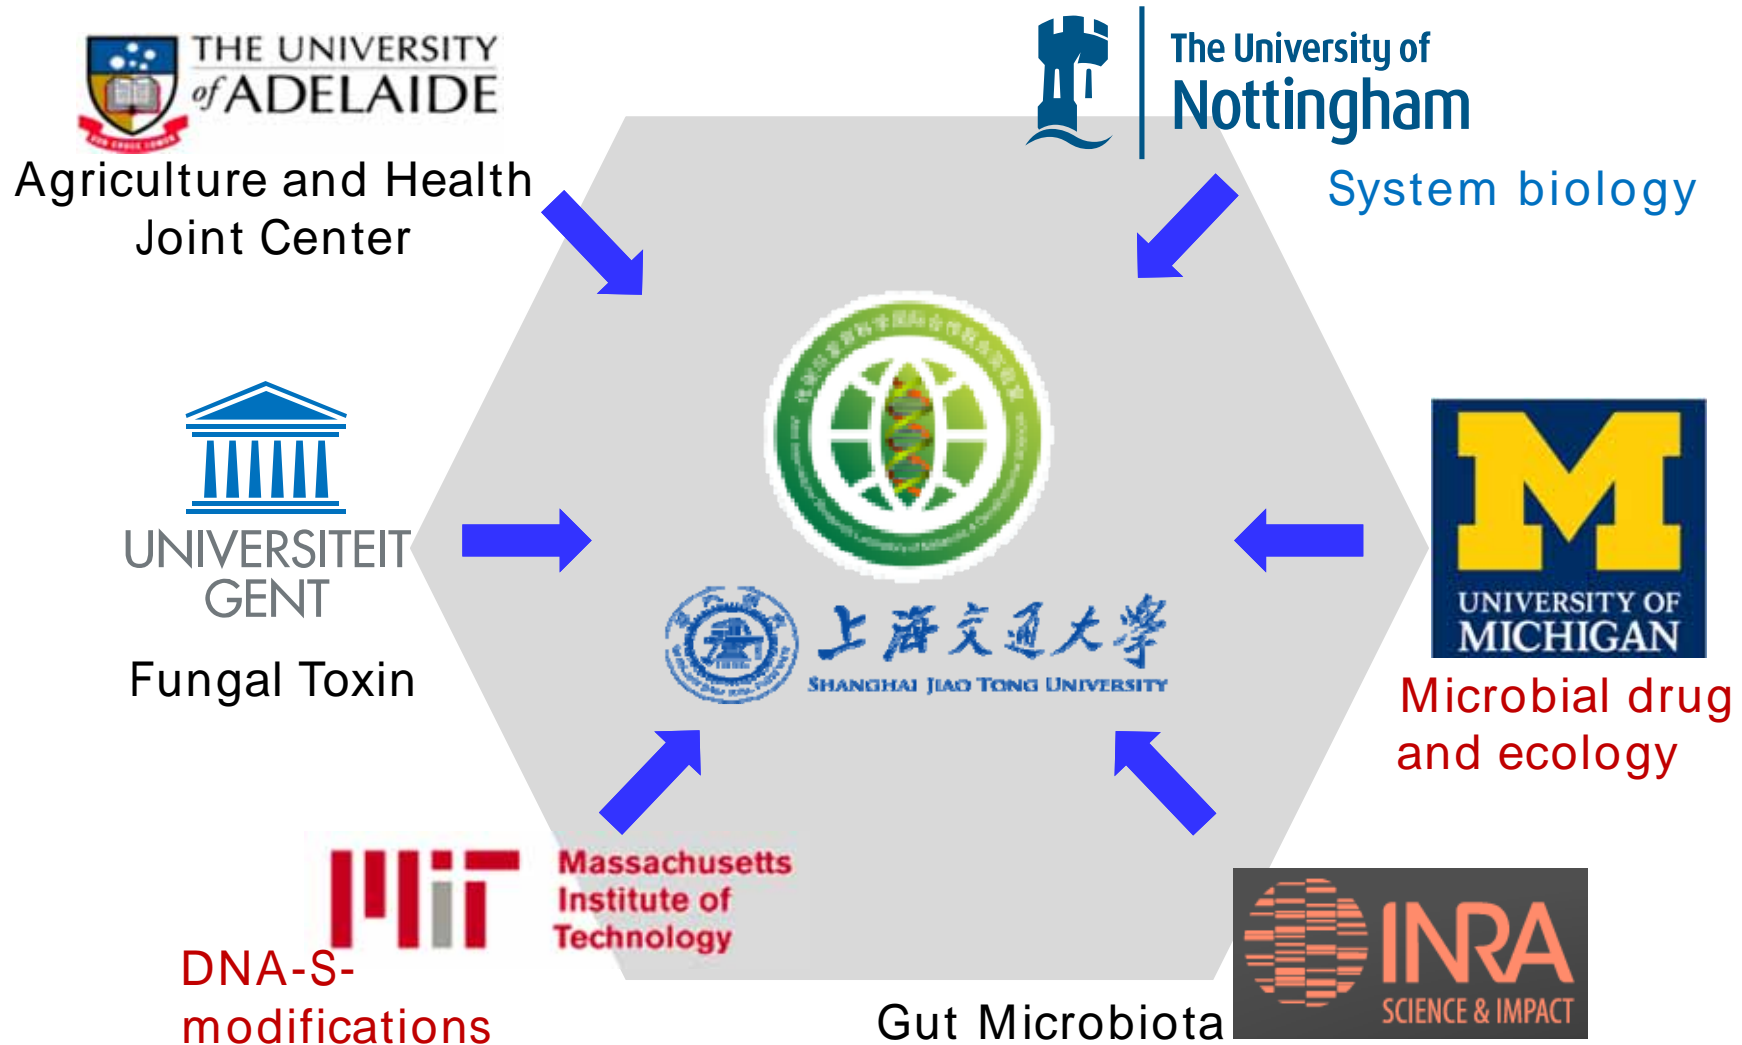 THE UNIVERSITY
of ADELAIDE
Agriculture and Health
Joint Center
The University of
Nottingham
System biology
UNIVERSITEIT
GENT
Fungal Toxin
上海交通大學
SHANGHAI JIAO TONG UNIVERSITY
M
UNIVERSITY OF
MICHIGAN
Microbial drug
and ecology
MIT
Massachusetts
Institute of
Technology
DNA-S-
modifications
Gut Microbiota
INRA
SCIENCE & IMPACT